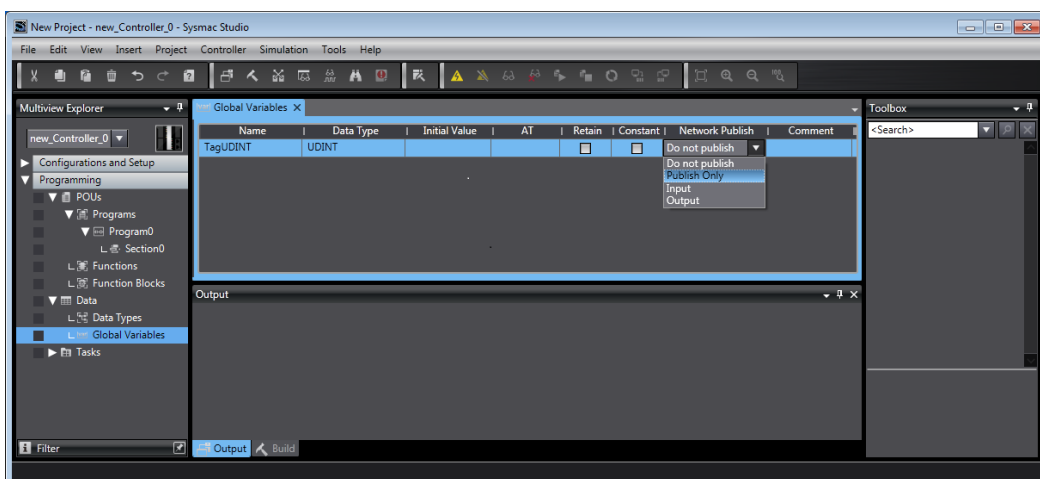 New Project - new_Controller_0 - Sysmac Studio
File Edit View Insert Project Controller Simulation Tools Help
Multiview Explorer
Global Variables X
Toolbox
new_Controller_0
Name Data Type Initial Value AT Retain Constant Network Publish Comment
<Search>
TagUDINT UDINT Do not publish
Configurations and Setup
Do not publish
Programming
Publish Only
POUs
Input
Programs
Output
Program0
Section0
Functions
Function Blocks
Output
Data
Data Types
Global Variables
Tasks
Filter
Output Build